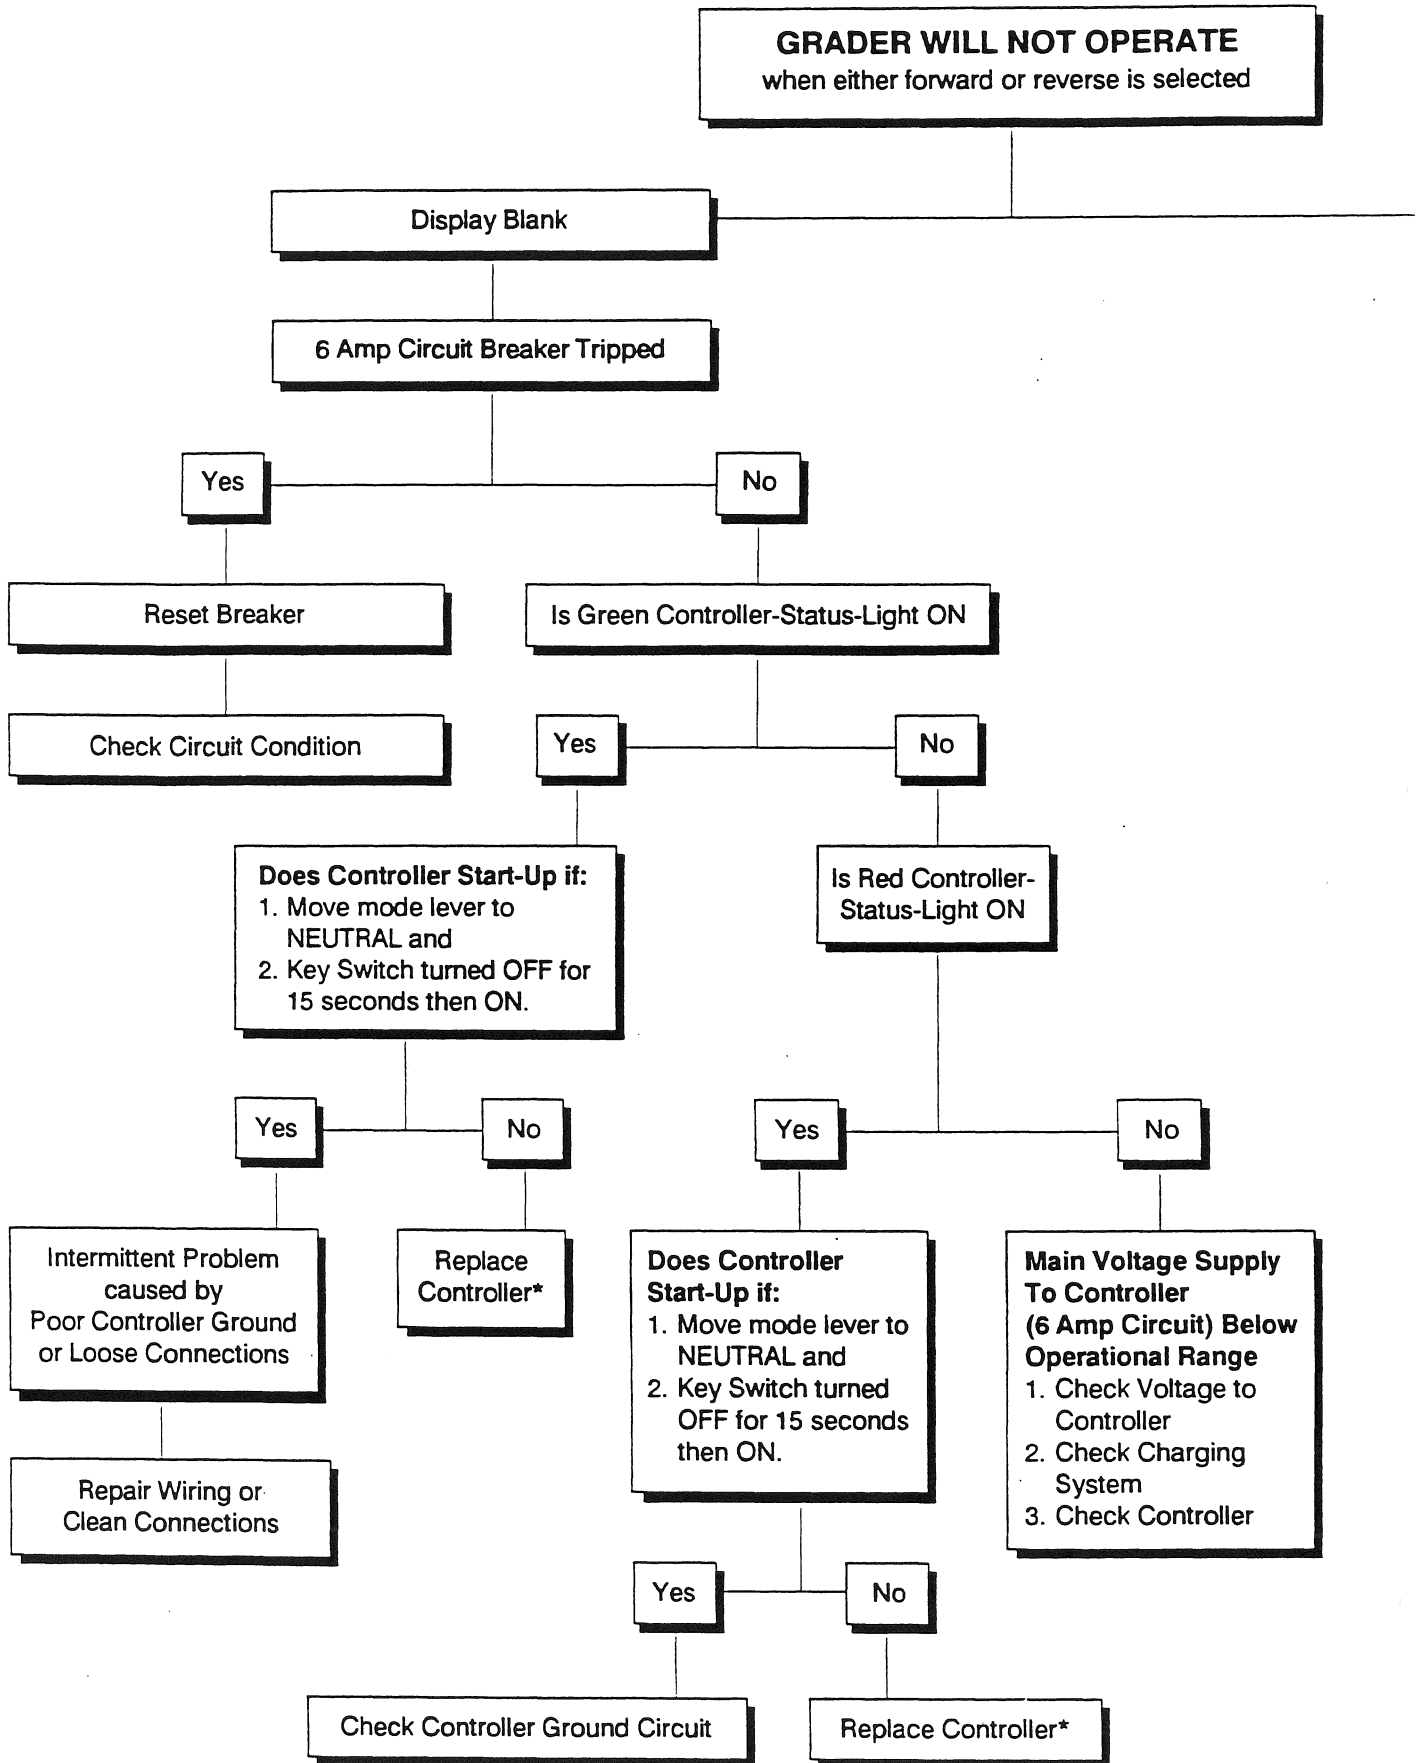 GRADER WILL NOT OPERATE
when either forward or reverse is selected
Display Blank
6 Amp Circuit Breaker Tripped
Yes
No
Reset Breaker
Is Green Controller-Status-Light ON
Check Circuit Condition
Yes
No
Does Controller Start-Up if:
1. Move mode lever to
NEUTRAL and
2. Key Switch turned OFF for
15 seconds then ON.
Is Red Controller-
Status-Light ON
Yes
No
Yes
No
Intermittent Problem
caused by
Poor Controller Ground
or Loose Connections
Replace
Controller*
Does Controller
Start-Up if:
1. Move mode lever to
NEUTRAL and
2. Key Switch turned
OFF for 15 seconds
then ON.
Main Voltage Supply
To Controller
(6 Amp Circuit) Below
Operational Range
1. Check Voltage to
Controller
2. Check Charging
System
3. Check Controller
Repair Wiring or
Clean Connections
Yes
No
Check Controller Ground Circuit
Replace Controller*